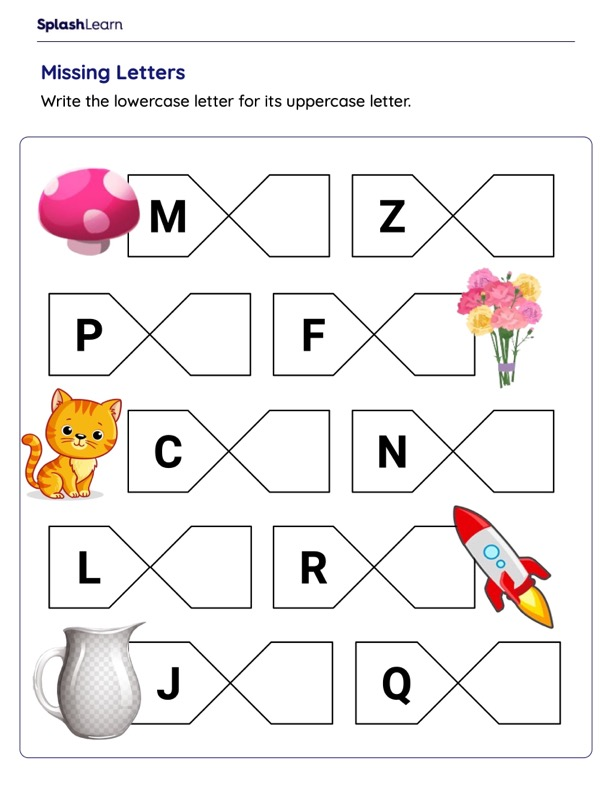 SplashLearn
Missing Letters
Write the lowercase letter for its uppercase letter.
M Z
P F
C N
L R
J Q